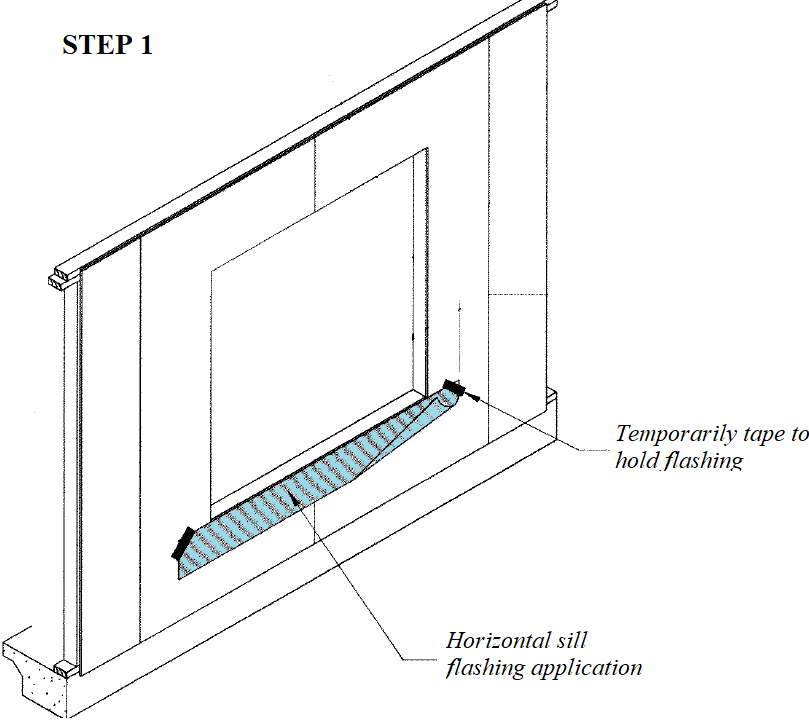 STEP 1
Temporarily tape to
hold flashing
Horizontal sill
flashing application